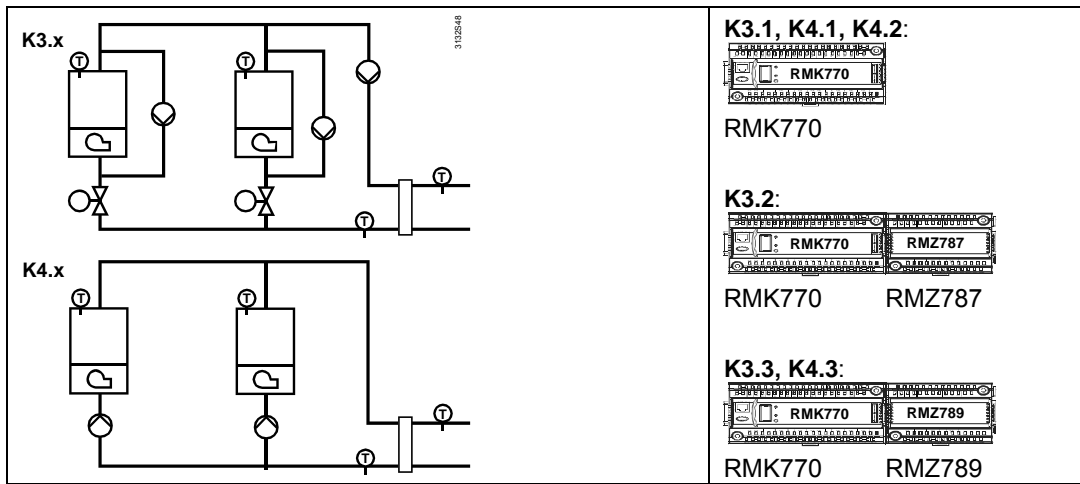 K3.x
T
T
3132S48
T
T
K4.x
T
T
T
T
K3.1, K4.1, K4.2:
RMK770
RMK770
K3.2:
RMK770 RMZ787
RMK770 RMZ787
K3.3, K4.3:
RMK770 RMZ789
RMK770 RMZ789